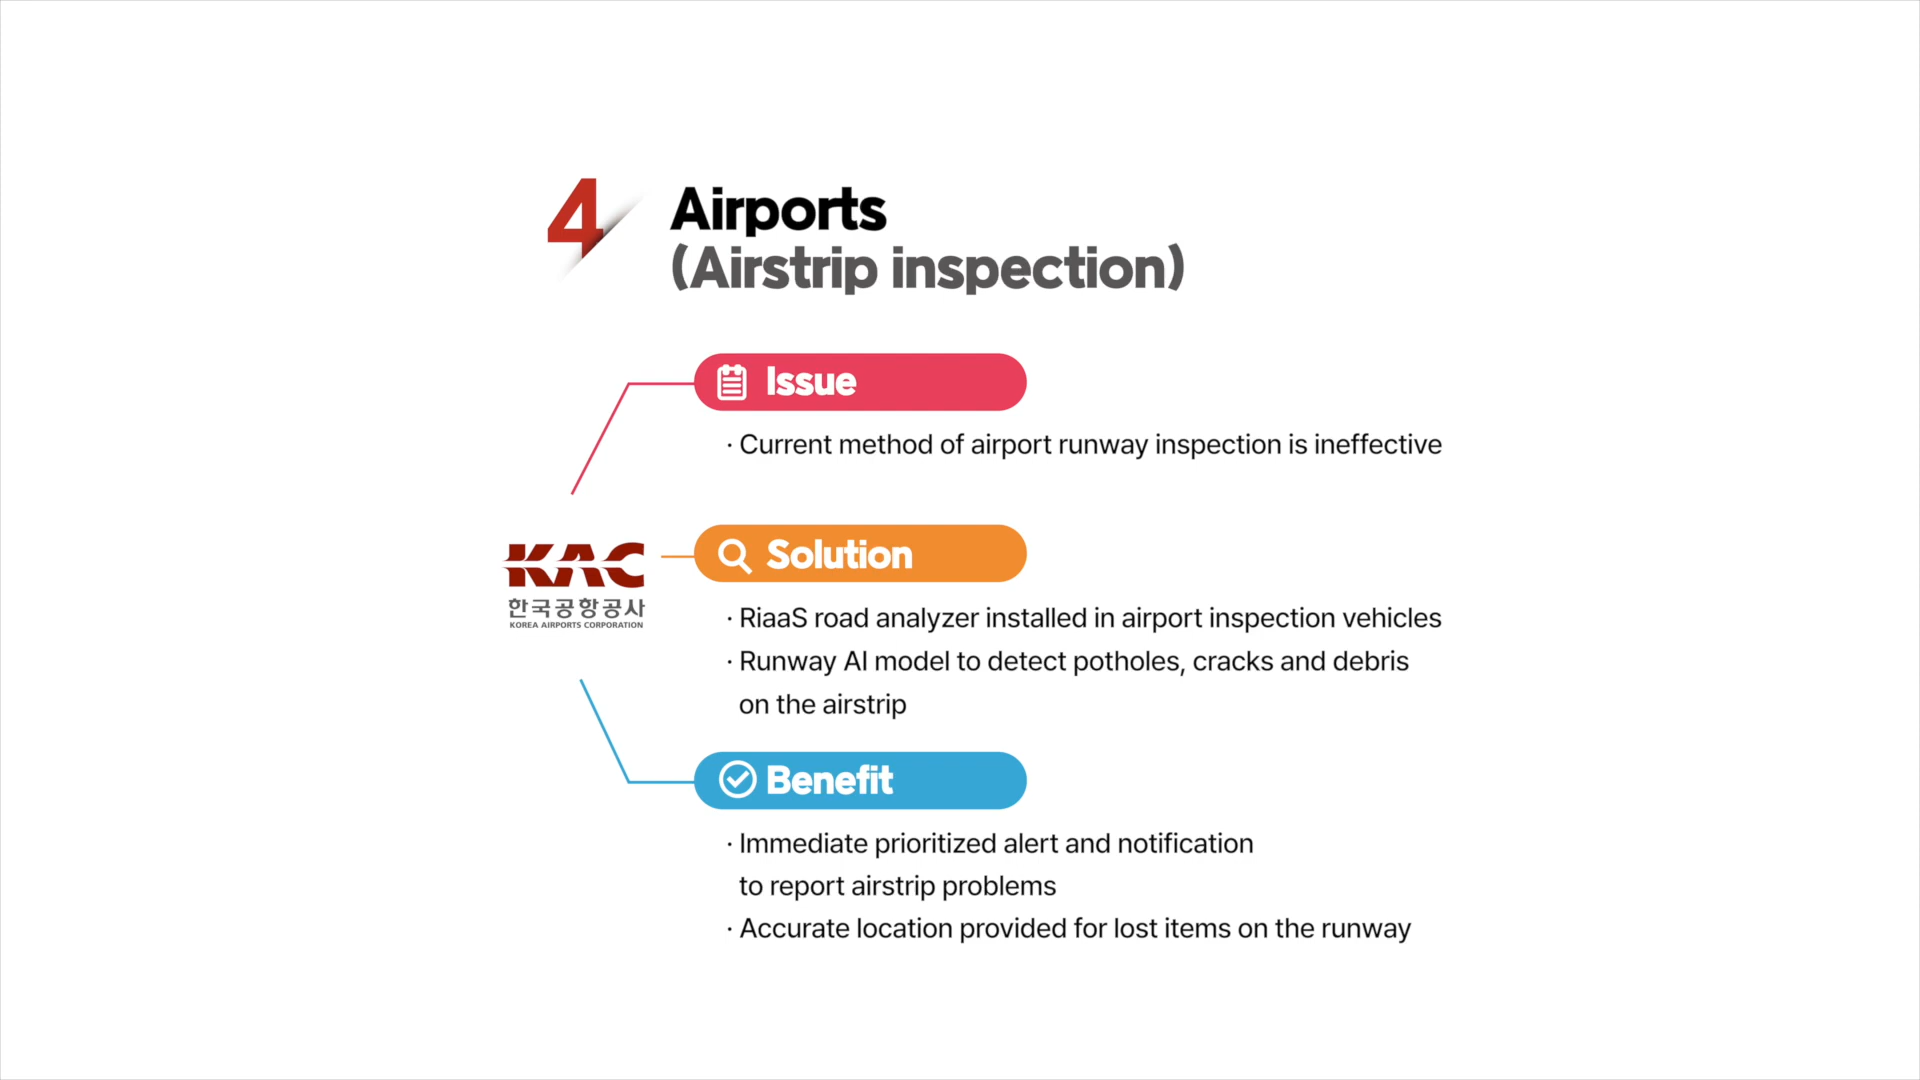 4
Airports
(Airstrip inspection)
Issue
· Current method of airport runway inspection is ineffective
KAC
한국공항공사
KOREA AIRPORTS CORPORATION
Solution
· RiaaS road analyzer installed in airport inspection vehicles
· Runway AI model to detect potholes, cracks and debris
on the airstrip
Benefit
· Immediate prioritized alert and notification
to report airstrip problems
· Accurate location provided for lost items on the runway